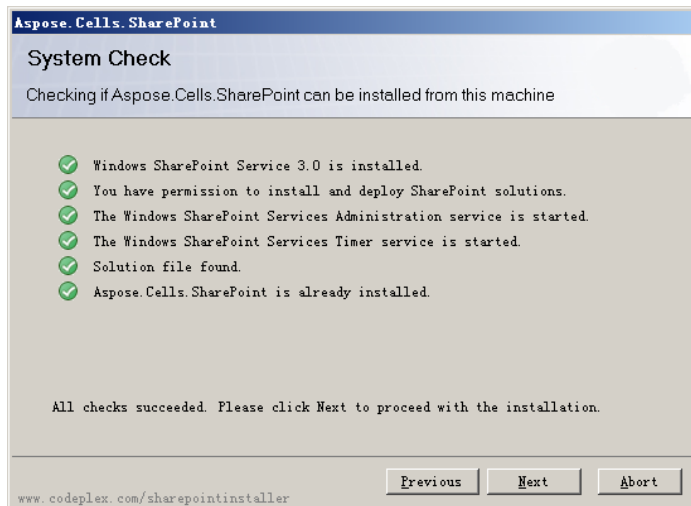 Aspose.Cells.SharePoint
System Check
Checking if Aspose.Cells.SharePoint can be installed from this machine
Windows SharePoint Service 3.0 is installed.
You have permission to install and deploy SharePoint solutions.
The Windows SharePoint Services Administration service is started.
The Windows SharePoint Services Timer service is started.
Solution file found.
Aspose.Cells.SharePoint is already installed.
All checks succeeded. Please click Next to proceed with the installation.
Previous Next Abort
www.codeplex.com/sharepointinstaller